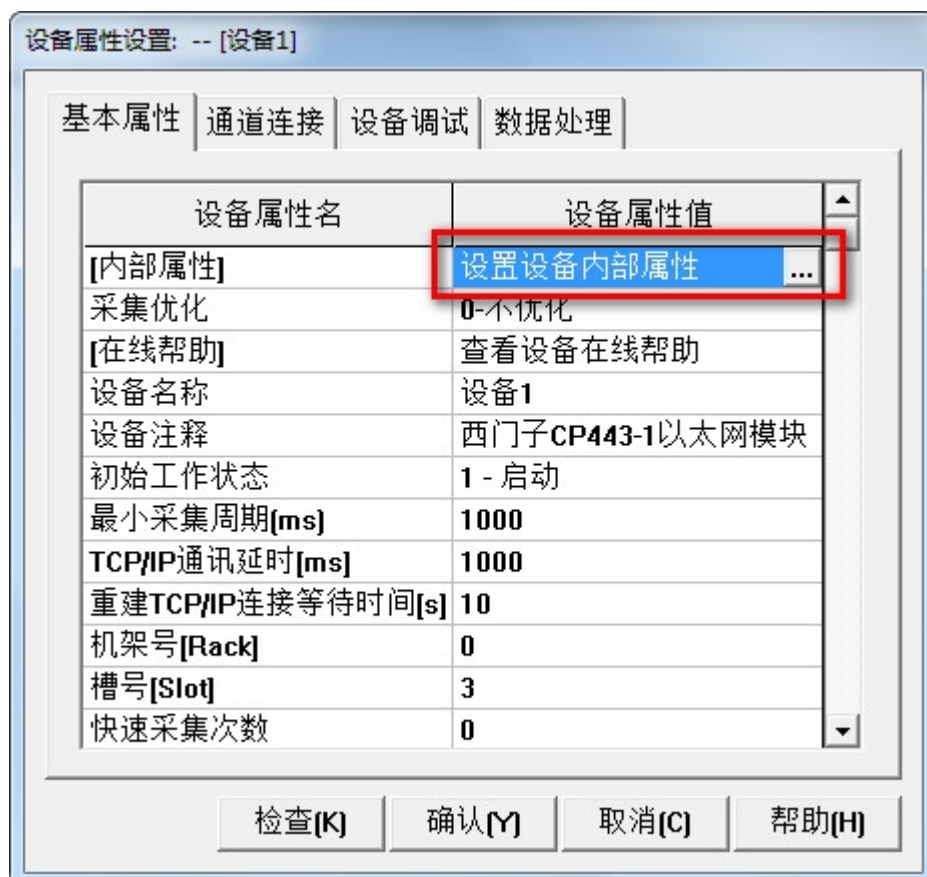 设备属性设置: -- [设备1]
基本属性 通道连接 设备调试 数据处理
设备属性名 设备属性值
[内部属性] 设置设备内部属性 ...
采集优化 0-不优化
[在线帮助] 查看设备在线帮助
设备名称 设备1
设备注释 西门子CP443-1以太网模块
初始工作状态 1 - 启动
最小采集周期[ms] 1000
TCP/IP通讯延时[ms] 1000
重建TCP/IP连接等待时间[s] 10
机架号[Rack] 0
槽号[Slot] 3
快速采集次数 0
检查(K) 确认(Y) 取消(C) 帮助(H)